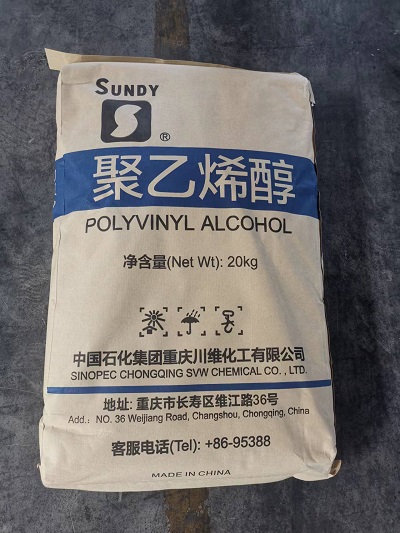 SUNDY
S
®
聚乙烯醇
POLYVINYL ALCOHOL
净含量(Net Wt): 20kg
中国石化集团重庆川维化工有限公司
SINOPEC CHONGQING SVW CHEMICAL CO., LTD.
地址: 重庆市长寿区维江路36号
Add.: NO. 36 Weijiang Road, Changshou, Chongqing, China
客服电话(Tel): +86-95388
MADE IN CHINA